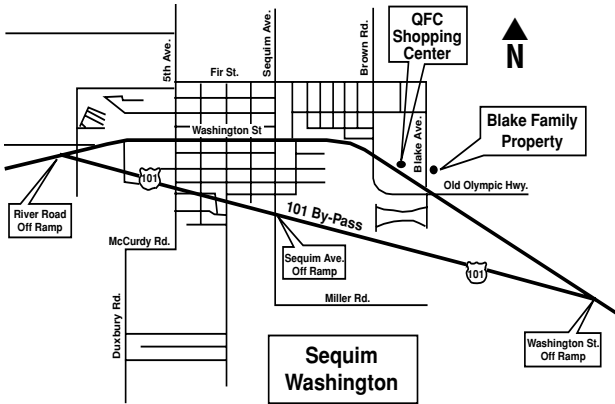 QFC
Shopping
Center
N
5th Ave.
Sequim Ave.
Brown Rd.
Fir St.
Blake Family
Property
Washington St
Blake Ave.
101
Old Olympic Hwy.
River Road
Off Ramp
101 By-Pass
McCurdy Rd.
Sequim Ave.
Off Ramp
101
Duxbury Rd.
Miller Rd.
Washington St.
Off Ramp
Sequim
Washington